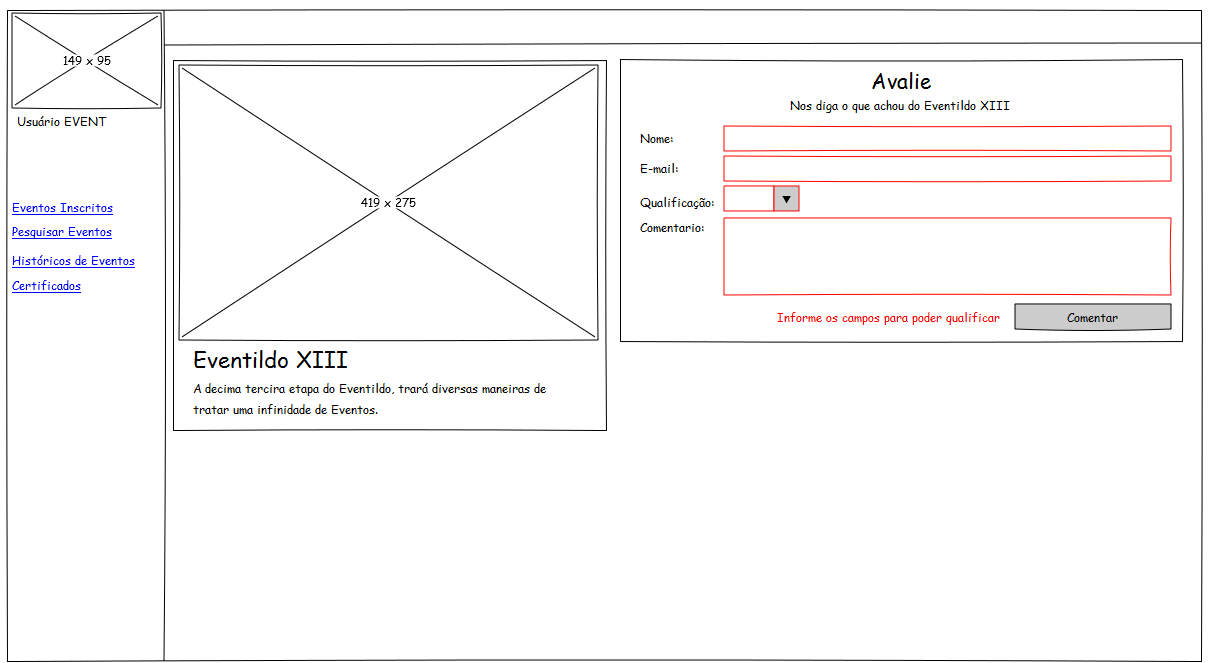 149 x 95
Usuário EVENT
Eventos Inscritos
Pesquisar Eventos
Históricos de Eventos
Certificados
419 x 275
Eventildo XIII
A decima tercira etapa do Eventildo, trará diversas maneiras de
tratar uma infinidade de Eventos.
Avalie
Nos diga o que achou do Eventildo XIII
Nome:
E-mail:
Qualificação:
Comentario:
Informe os campos para poder qualificar
Comentar